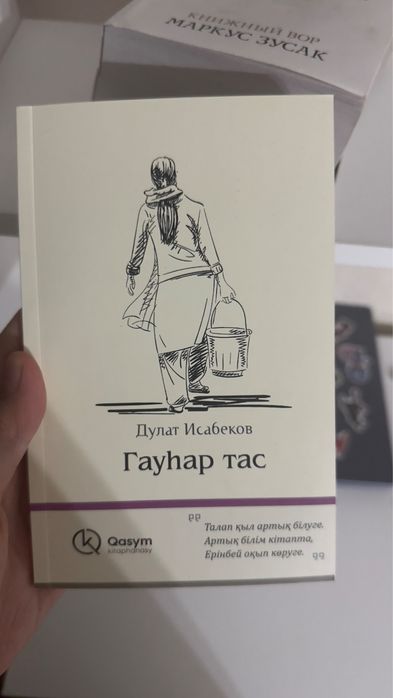 КНИЖНЫЙ ВОР
МАРКУС ЗУСАК
Дулат Исабеков
Гауһар тас
Qasym
kitaphanasy
"
Талап қыл артық білуге.
Артық білім кітапта,
Ерінбей оқып көруге.
"